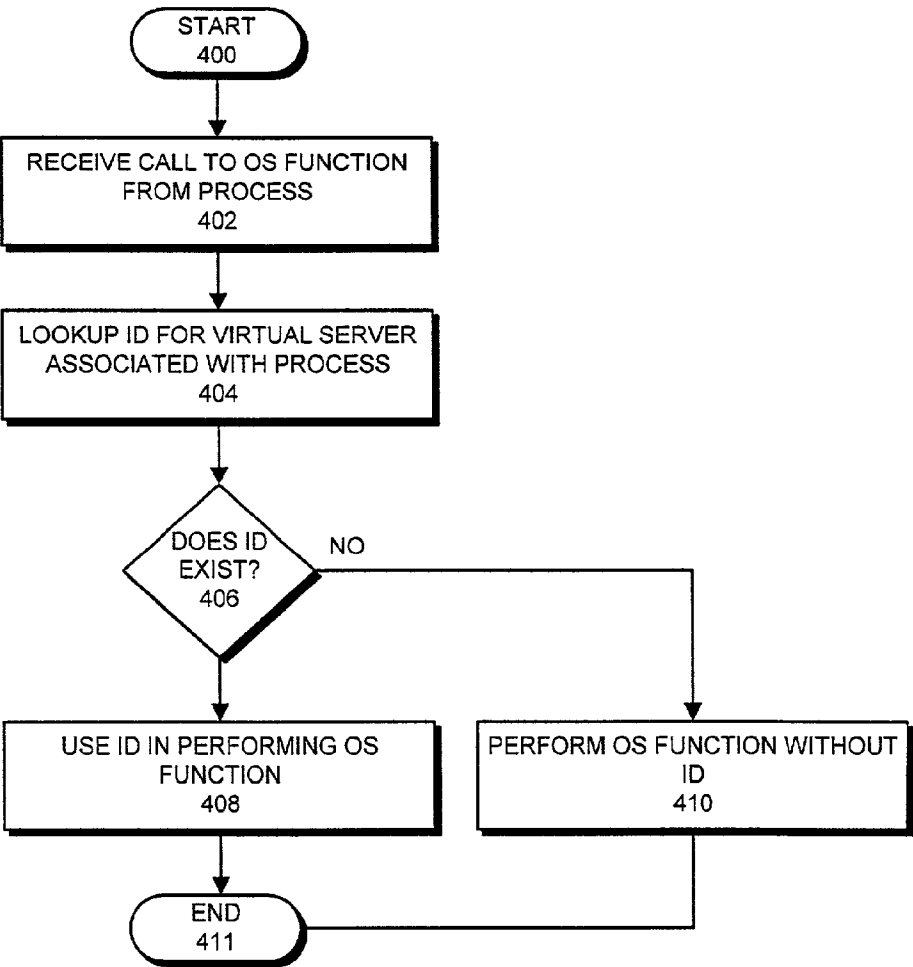 START
400
RECEIVE CALL TO OS FUNCTION
FROM PROCESS
402
LOOKUP ID FOR VIRTUAL SERVER
ASSOCIATED WITH PROCESS
404
DOES ID
EXIST?
406
NO
USE ID IN PERFORMING OS
FUNCTION
408
PERFORM OS FUNCTION WITHOUT
ID
410
END
411